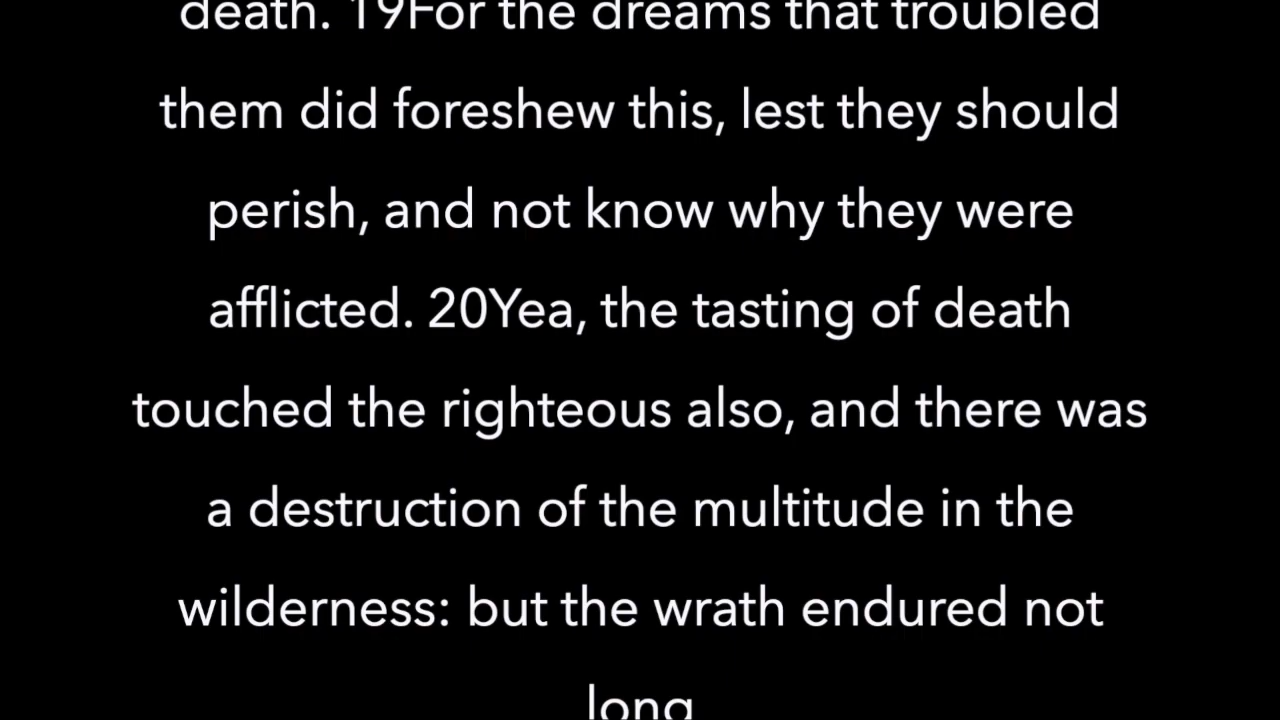 death. 19For the dreams that troubled
them did foreshew this, lest they should
perish, and not know why they were
afflicted. 20Yea, the tasting of death
touched the righteous also, and there was
a destruction of the multitude in the
wilderness: but the wrath endured not
long